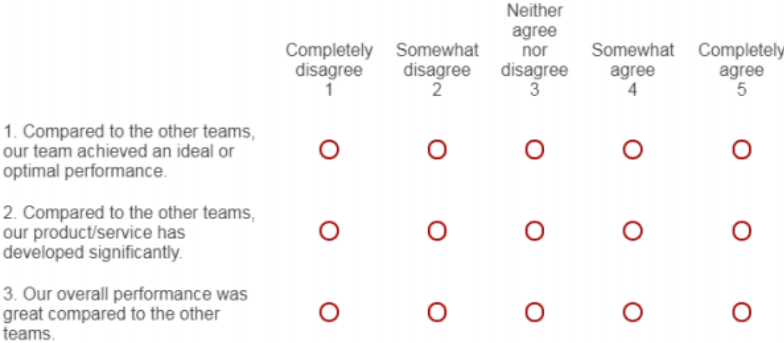 Completely disagree 1
Somewhat disagree 2
Neither agree nor disagree 3
Somewhat agree 4
Completely agree 5
1. Compared to the other teams,
our team achieved an ideal or
optimal performance.
2. Compared to the other teams,
our product/service has
developed significantly.
3. Our overall performance was
great compared to the other
teams.